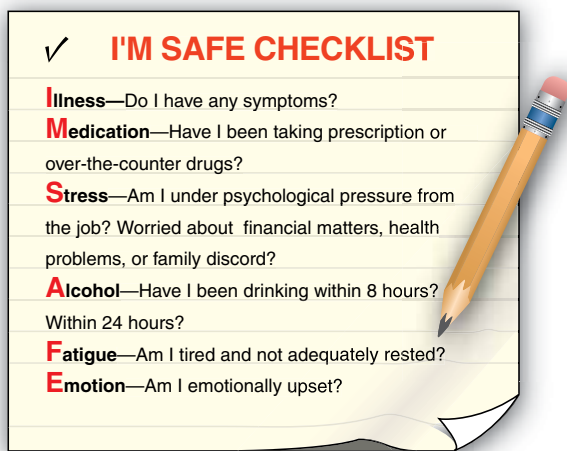 ✓ I'M SAFE CHECKLIST
Illness—Do I have any symptoms?
Medication—Have I been taking prescription or
over-the-counter drugs?
Stress—Am I under psychological pressure from
the job? Worried about financial matters, health
problems, or family discord?
Alcohol—Have I been drinking within 8 hours?
Within 24 hours?
Fatigue—Am I tired and not adequately rested?
Emotion—Am I emotionally upset?